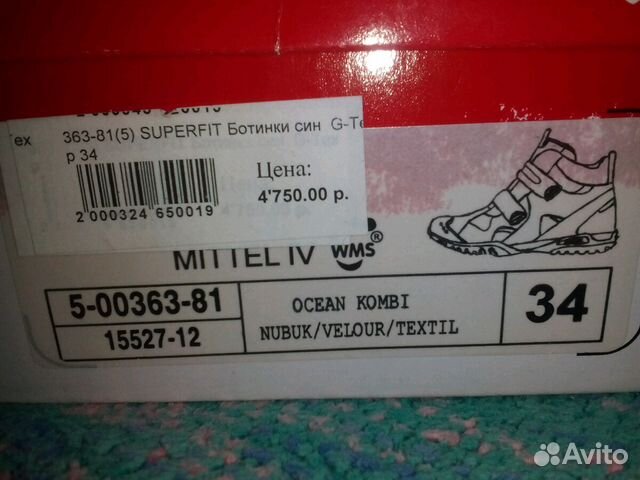 ex
363-81(5) SUPERFIT Ботинки син G-Te
р 34
Цена:
4'750.00 р.
2 000324 650019
MITTEL IV WMS®
5-00363-81
15527-12
OCEAN KOMBI
NUBUK/VELOUR/TEXTIL
34
Avito